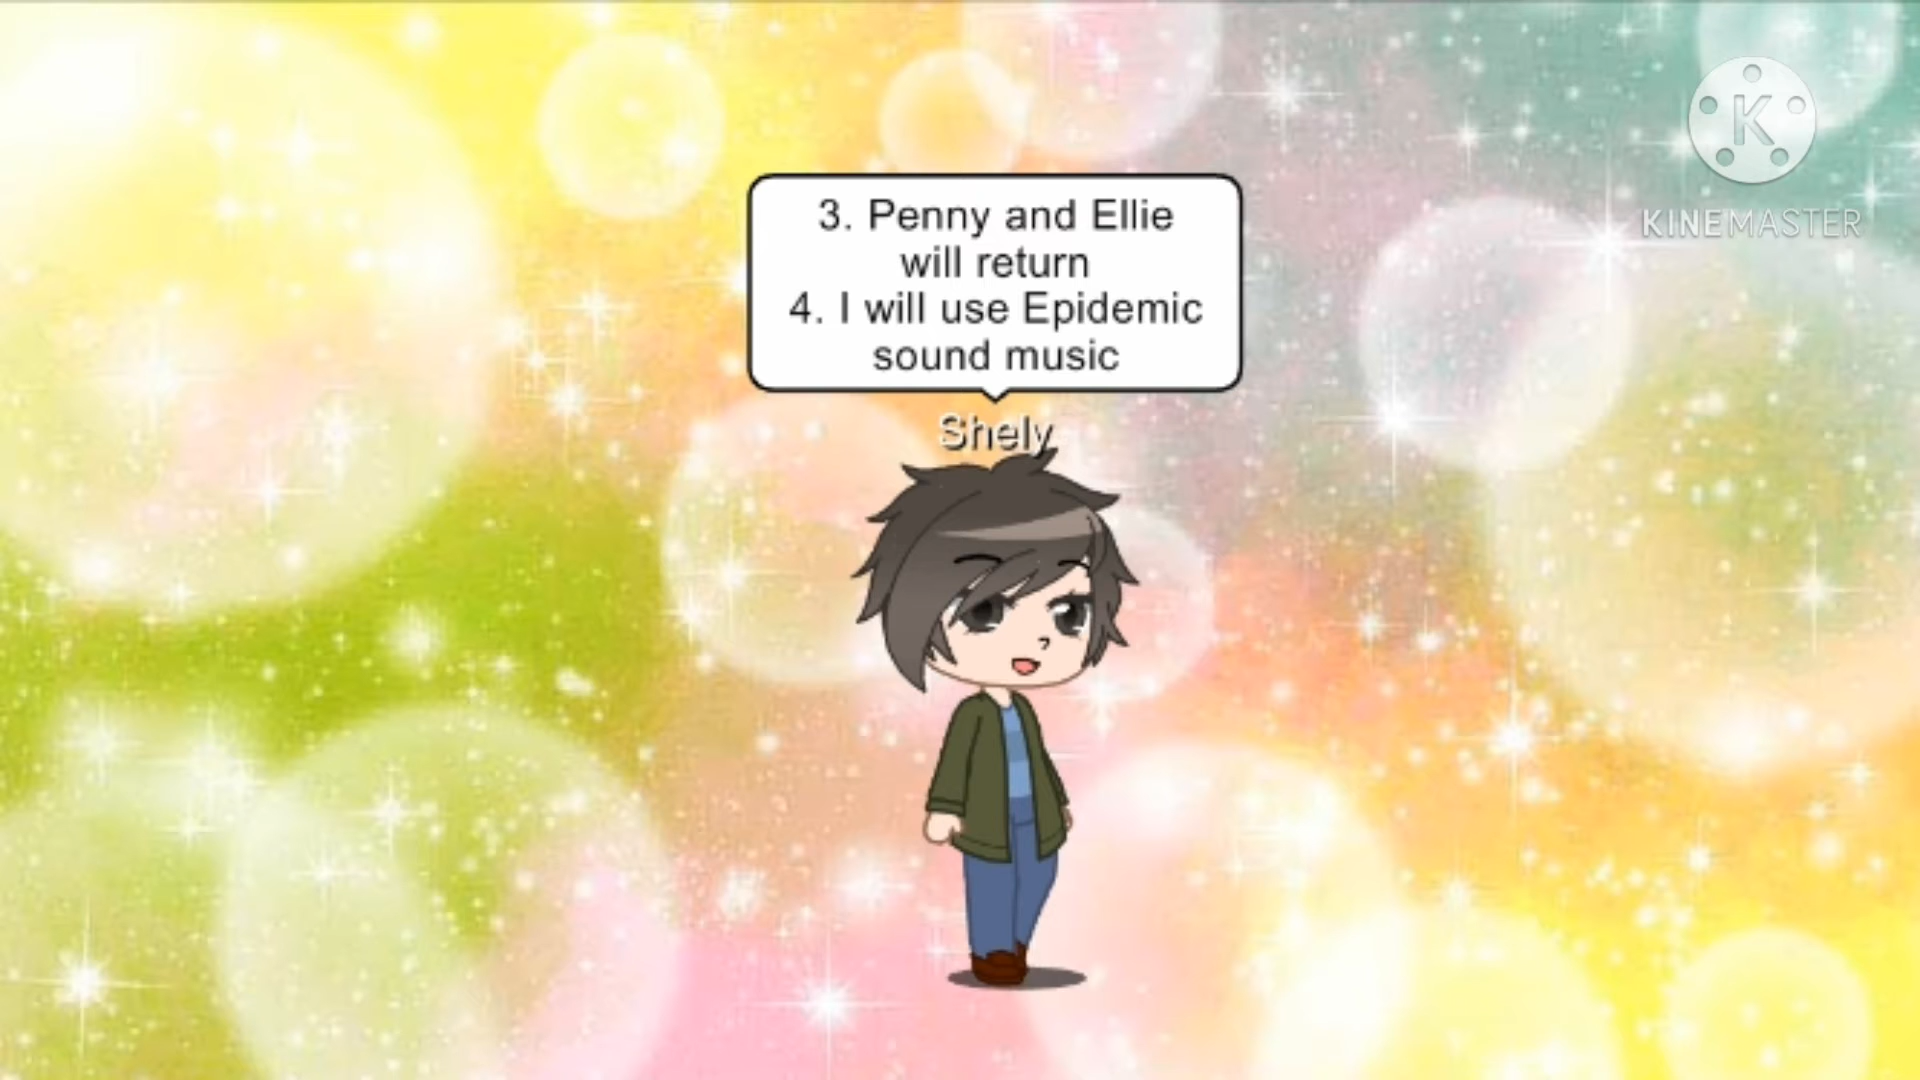 3. Penny and Ellie
will return
4. I will use Epidemic
sound music
Shely
K
KINEMASTER